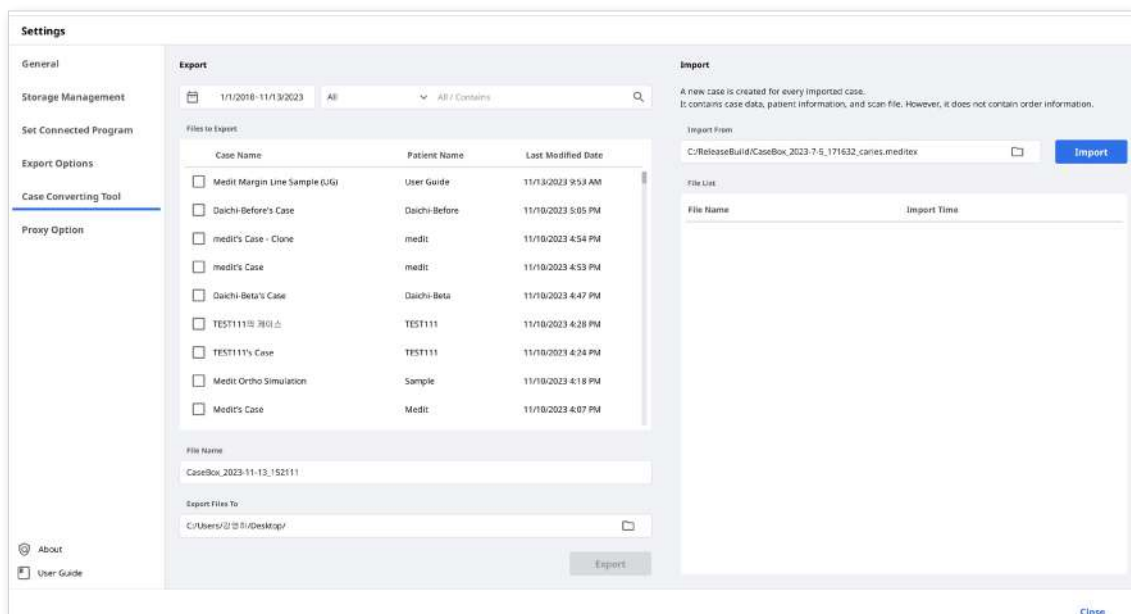 Settings
General
Storage Management
Set Connected Program
Export Options
Case Converting Tool
Proxy Option
About
User Guide
Export
1/1/2018-11/13/2023 All All / Contains
Files to Export
Case Name Patient Name Last Modified Date
Medit Margin Line Sample (UG) User Guide 11/13/2023 9:53 AM
Daichi-Before's Case Daichi-Before 11/10/2023 5:05 PM
medit's Case - Clone medit 11/10/2023 4:54 PM
medit's Case medit 11/10/2023 4:53 PM
Daichi-Beta's Case Daichi-Beta 11/10/2023 4:47 PM
TEST111의 케이스 TEST111 11/10/2023 4:28 PM
TEST111's Case TEST111 11/10/2023 4:24 PM
Medit Ortho Simulation Sample 11/10/2023 4:18 PM
Medit's Case Medit 11/10/2023 4:07 PM
File Name
CaseBox_2023-11-13_152111
Export Files To
C:/Users/강영하/Desktop/
Export
Import
A new case is created for every imported case.
It contains case data, patient information, and scan file. However, it does not contain order information.
Import From
C:/ReleaseBuild/CaseBox_2023-7-5_171632_caries.meditex Import
File List
File Name Import Time
Close